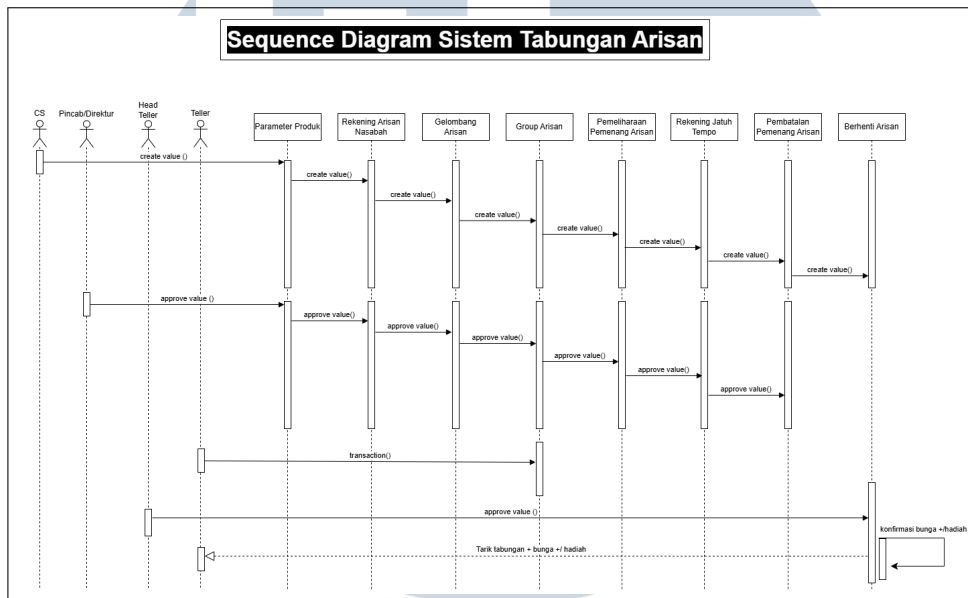 Sequence Diagram Sistem Tabungan Arisan
CS
Pincab/Direktur
Head
Teller
Teller
Parameter Produk
Rekening Arisan
Nasabah
Gelombang
Arisan
Group Arisan
Pemeliharaan
Pemenang Arisan
Rekening Jatuh
Tempo
Pembatalan
Pemenang Arisan
Berhenti Arisan
create value ()
create value()
create value()
create value()
create value()
create value()
create value()
create value()
approve value ()
approve value()
approve value()
approve value()
approve value()
approve value()
approve value()
transaction()
approve value ()
konfirmasi bunga +/hadiah
Tarik tabungan + bunga +/ hadiah